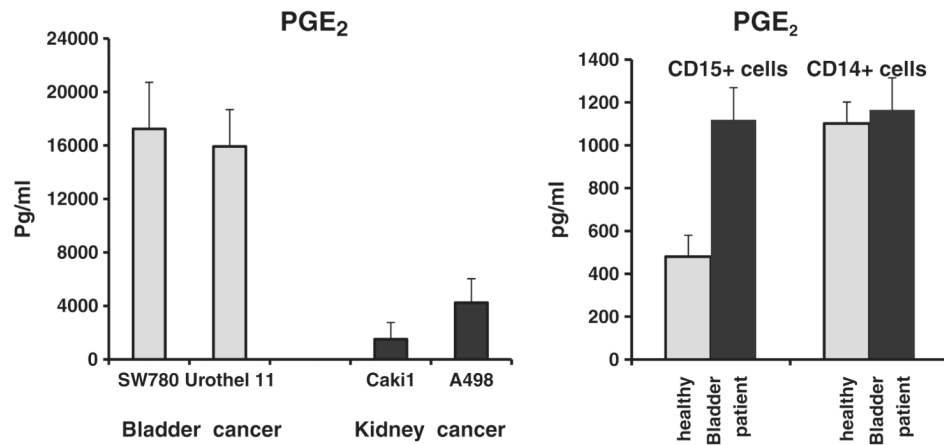 PGE₂
24000
20000
16000
12000
8000
4000
0
Pg/ml
SW780 Urothel 11 Caki1 A498
Bladder cancer Kidney cancer
PGE₂
1400
1200
1000
800
600
400
200
0
pg/ml
CD15+ cells CD14+ cells
healthy
Bladder
patient
healthy
Bladder
patient